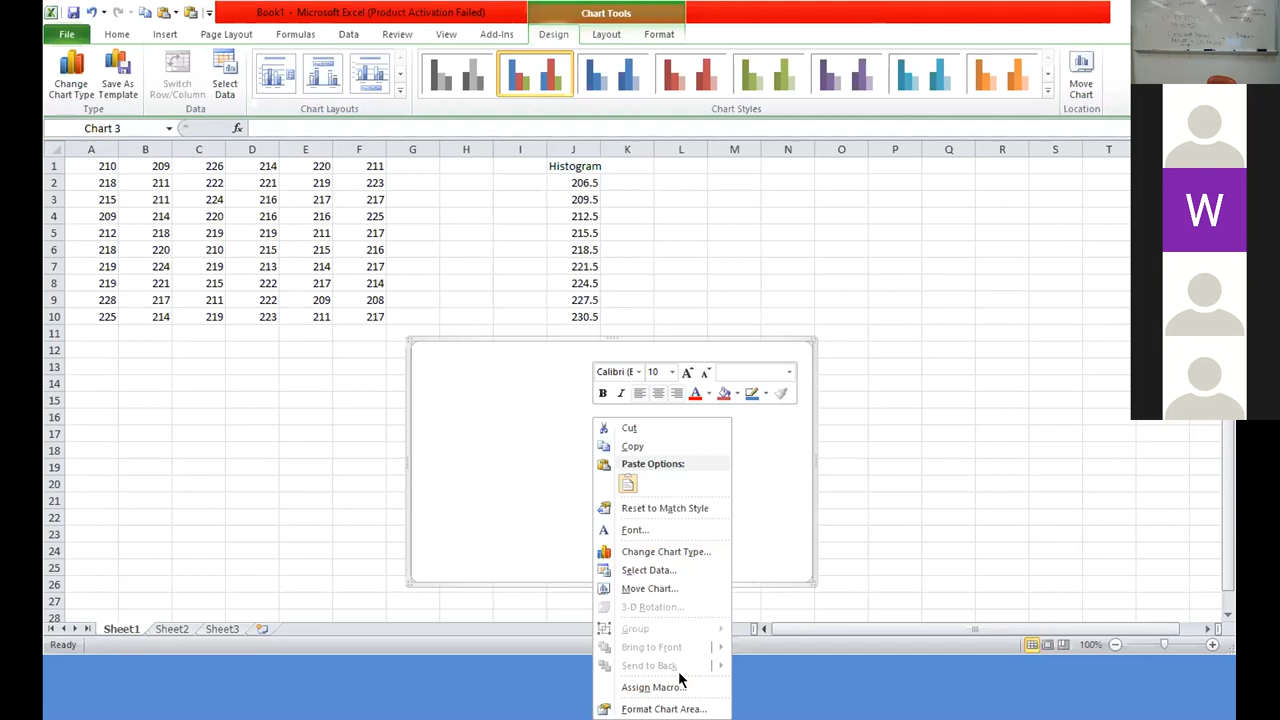 Book1 - Microsoft Excel (Product Activation Failed) Chart Tools
File Home Insert Page Layout Formulas Data Review View Add-Ins Design Layout Format
Change Chart Type Save As Template Switch Row/Column Select Data Move Chart
Type Data Chart Layouts Chart Styles Location
Chart 3 fx
A B C D E F G H I J K L M N O P Q R S T
1 210 209 226 214 220 211 Histogram
2 218 211 222 221 219 223 206.5
3 215 211 224 216 217 217 209.5
4 209 214 220 216 216 225 212.5
5 212 218 219 219 211 217 215.5
6 218 220 210 215 215 216 218.5
7 219 224 219 213 214 217 221.5
8 219 221 215 222 217 214 224.5
9 228 217 211 222 209 208 227.5
10 225 214 219 223 211 217 230.5
11
12
13 Calibri (E 10 A A
14 B I A
15
16
17 Cut
18 Copy
19 Paste Options:
20
21 Reset to Match Style
22 A Font...
23
24 Change Chart Type...
25 Select Data...
26 Move Chart...
27 3-D Rotation...
28
Sheet1 Sheet2 Sheet3 Group
Ready Bring to Front 100%
Send to Back
Assign Macro...
Format Chart Area...
W